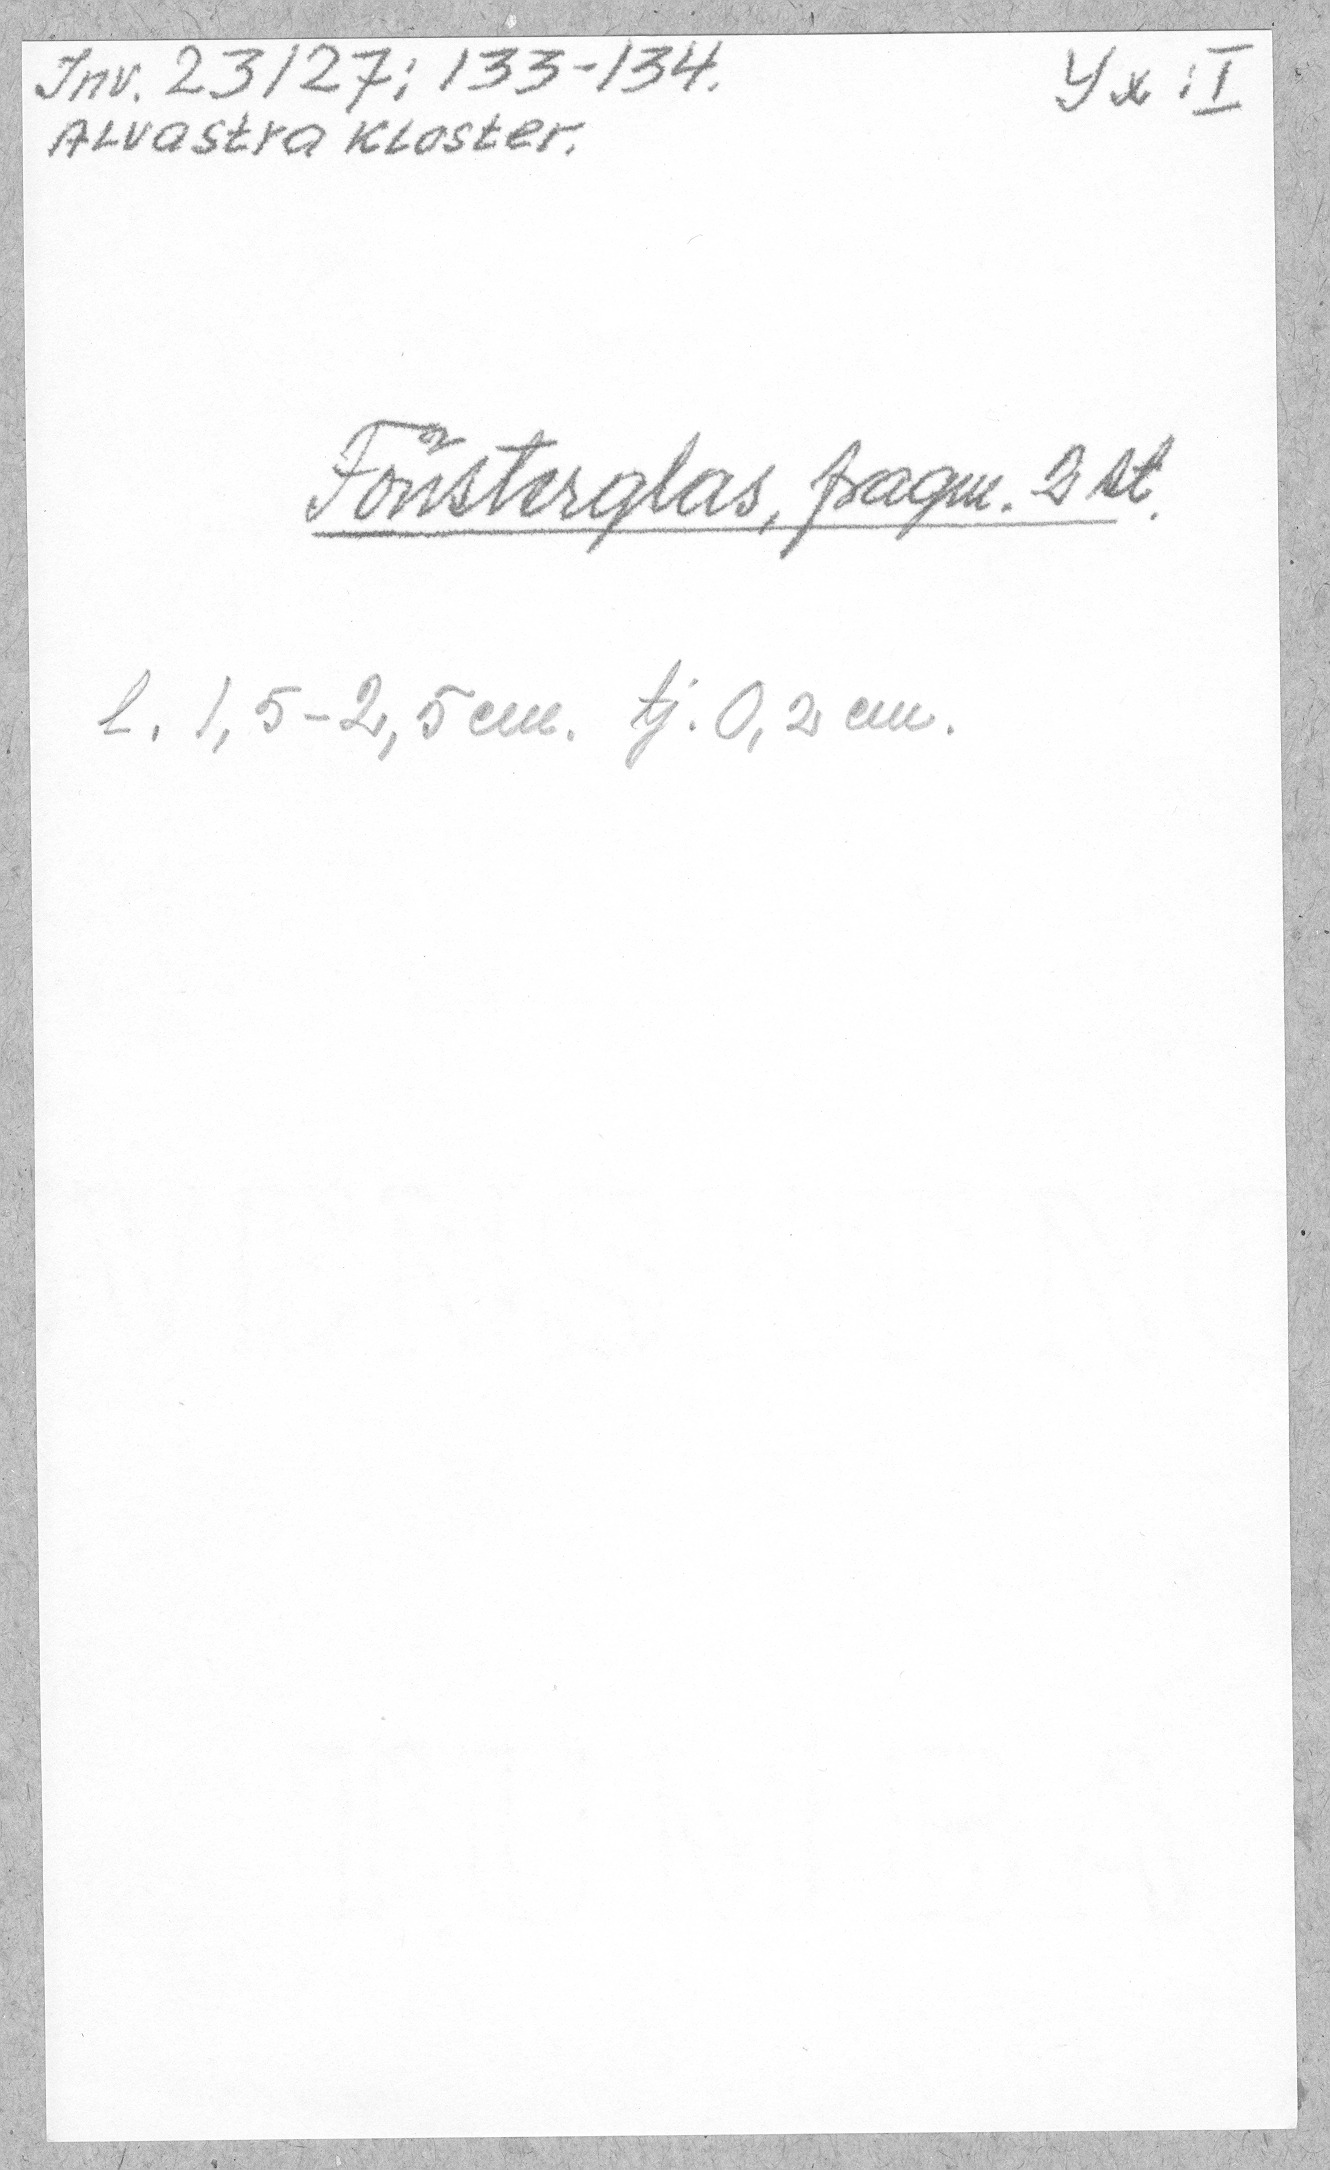 Inv. 23127; 133-134. Yx:I
Alvastra Kloster.
Fönsterglas, fragm. 2 st.
l. 1,5-2,5 cm. tj. 0,2 cm.